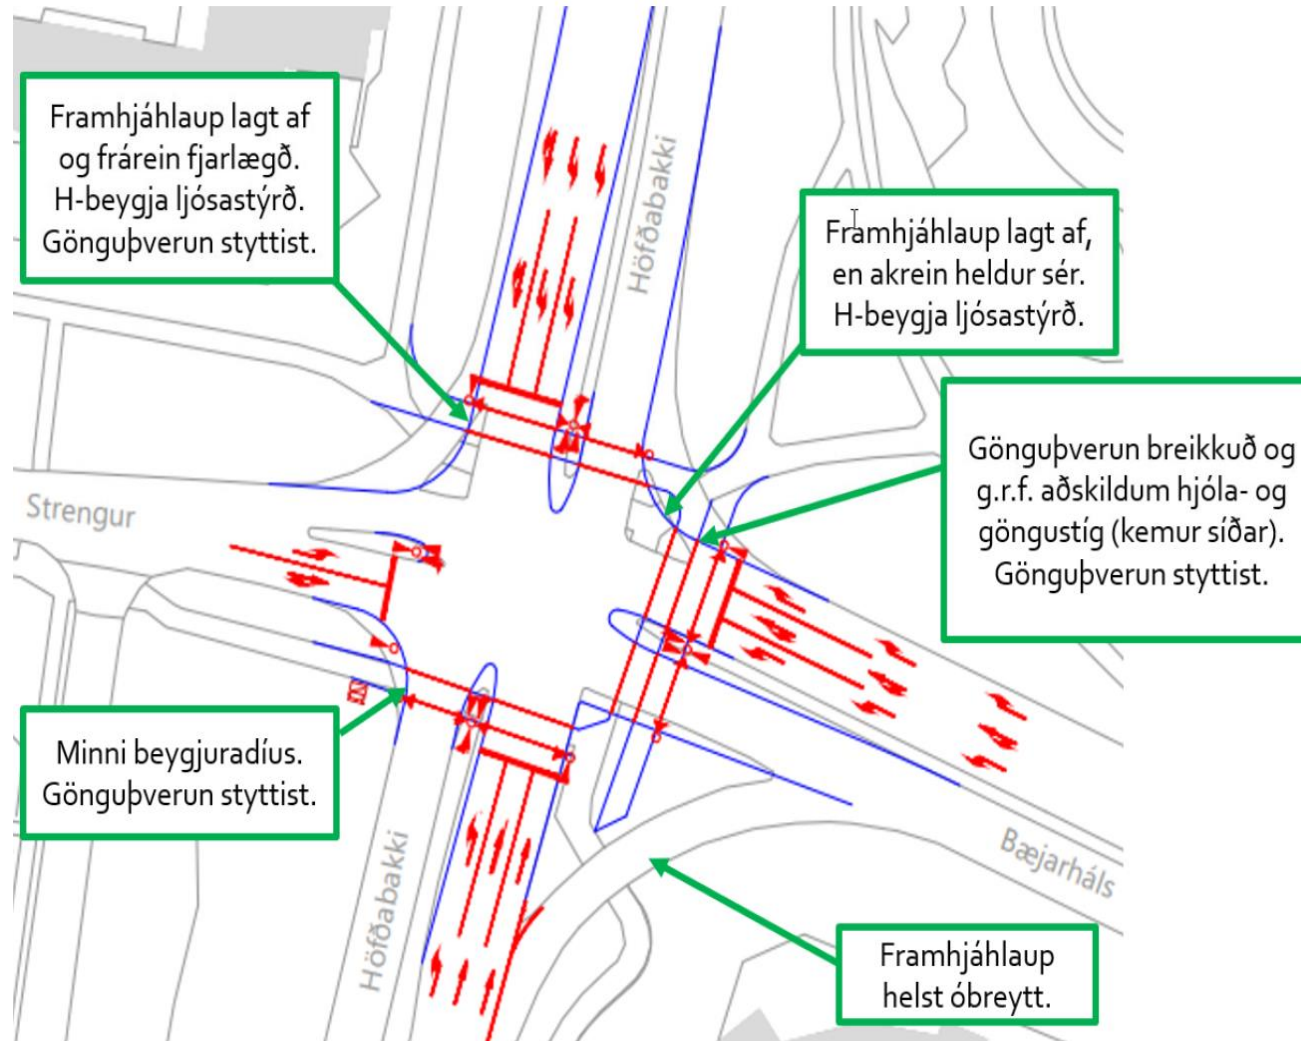 Framhjáhlaup lagt af
og frárein fjarlægð.
H-beygja ljósastýrð.
Gönguþverun styttist.
Höfðabakki
Framhjáhlaup lagt af,
en akrein heldur sér.
H-beygja ljósastýrð.
Gönguþverun breikkuð og
g.r.f. aðskildum hjóla- og
göngustíg (kemur síðar).
Gönguþverun styttist.
Strengur
Minni beygjuradíus.
Gönguþverun styttist.
Höfðabakki
Bæjarháls
Framhjáhlaup
helst óbreytt.